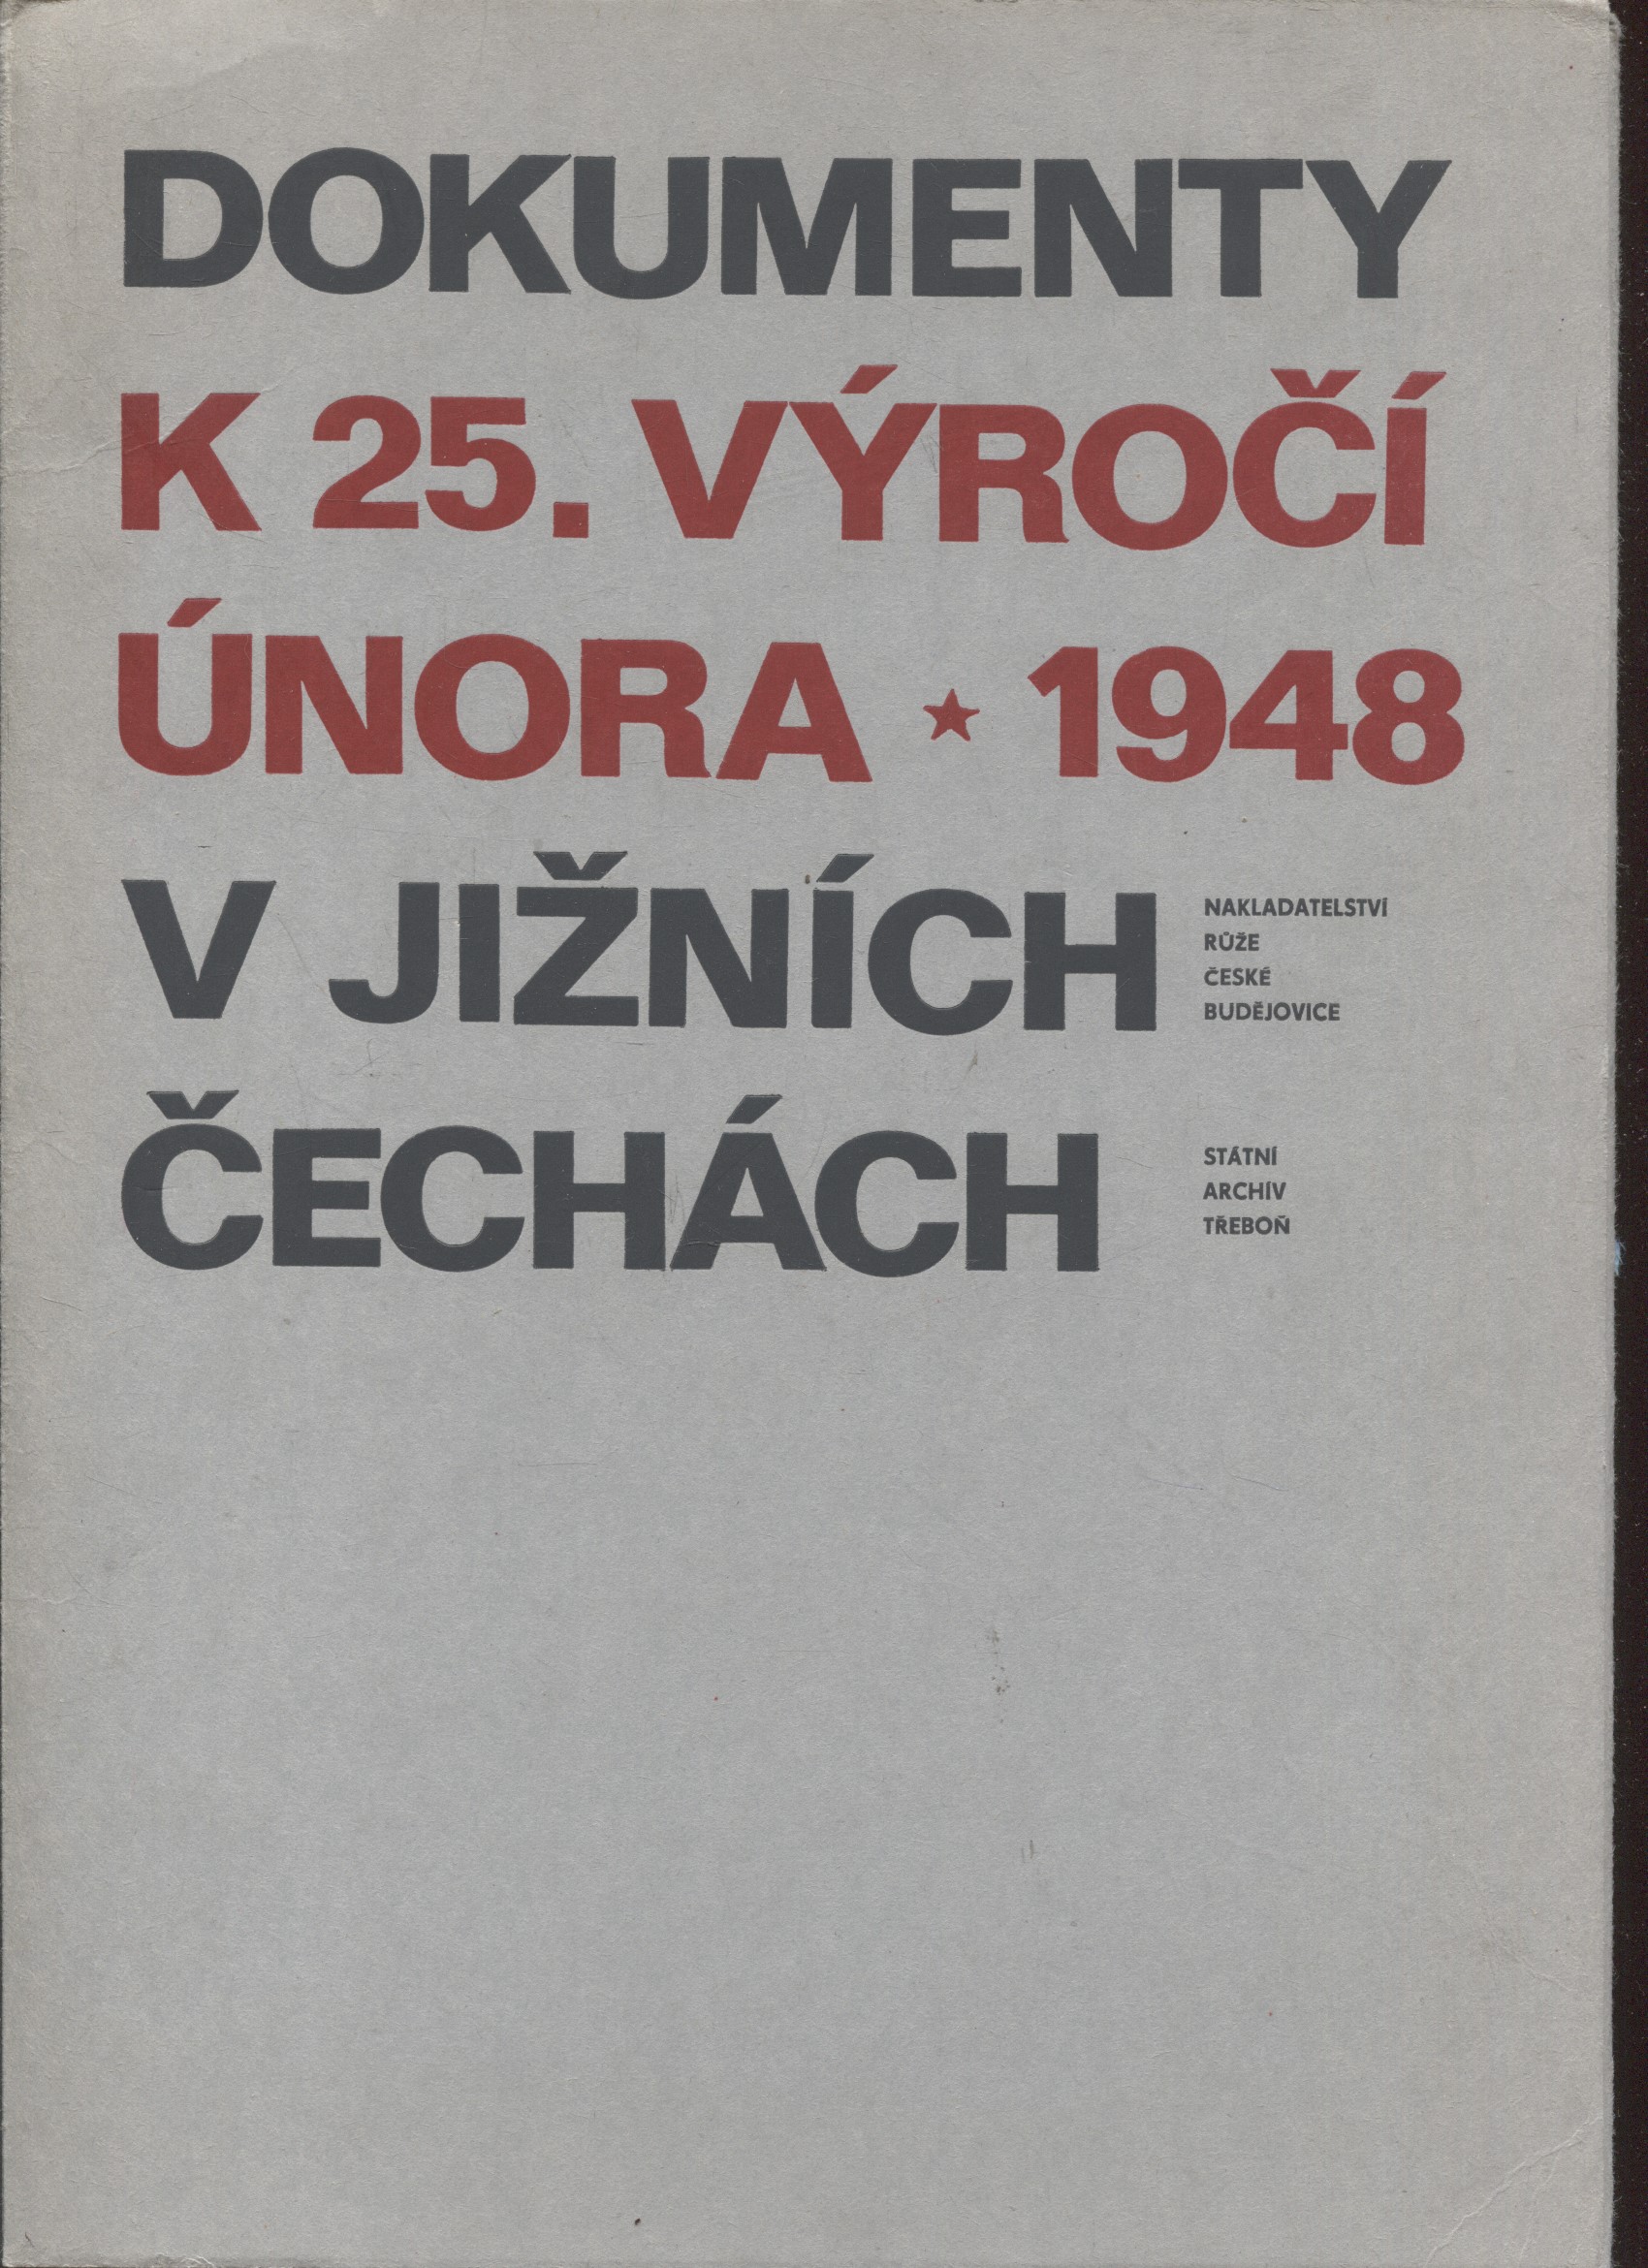 DOKUMENTY
K 25. VÝROČÍ
ÚNORA ★ 1948
V JIŽNÍCH
ČECHÁCH
NAKLADATELSTVÍ
RŮŽE
ČESKÉ
BUDĚJOVICE
STÁTNÍ
ARCHÍV
TŘEBOŇ